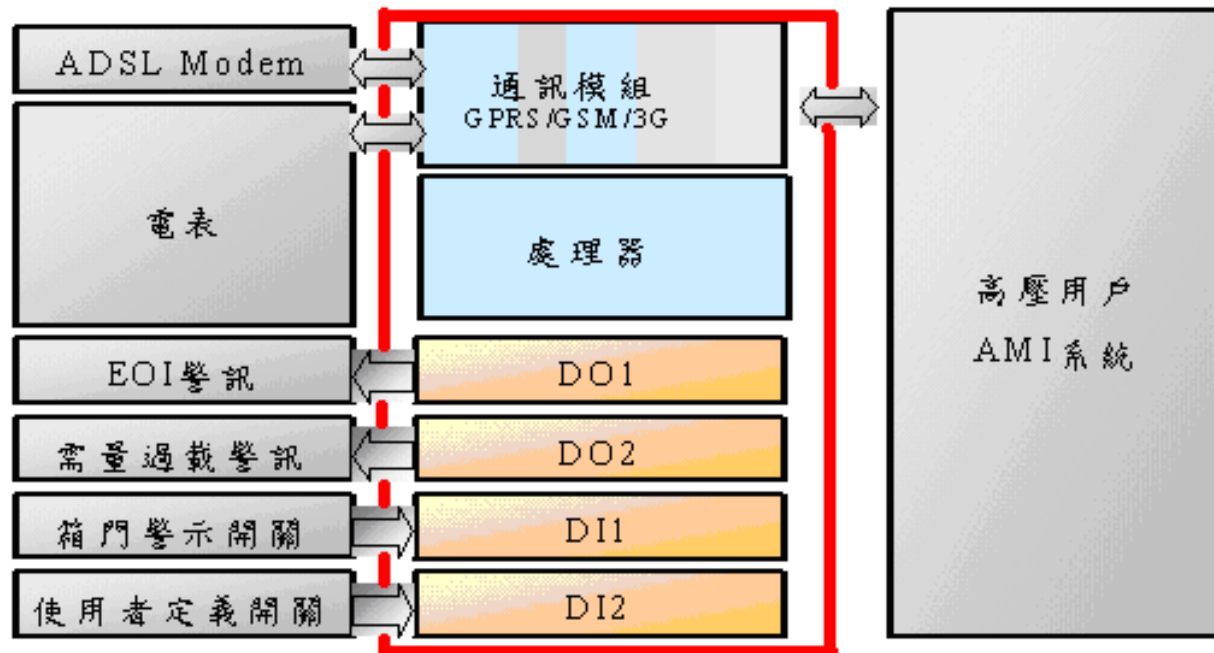 ADSL Modem
電表
EOI警訊
需量過載警訊
箱門警示開關
使用者定義開關
通訊模組
GPRS/GSM/3G
處理器
DO1
DO2
DI1
DI2
高壓用戶
AMI系統